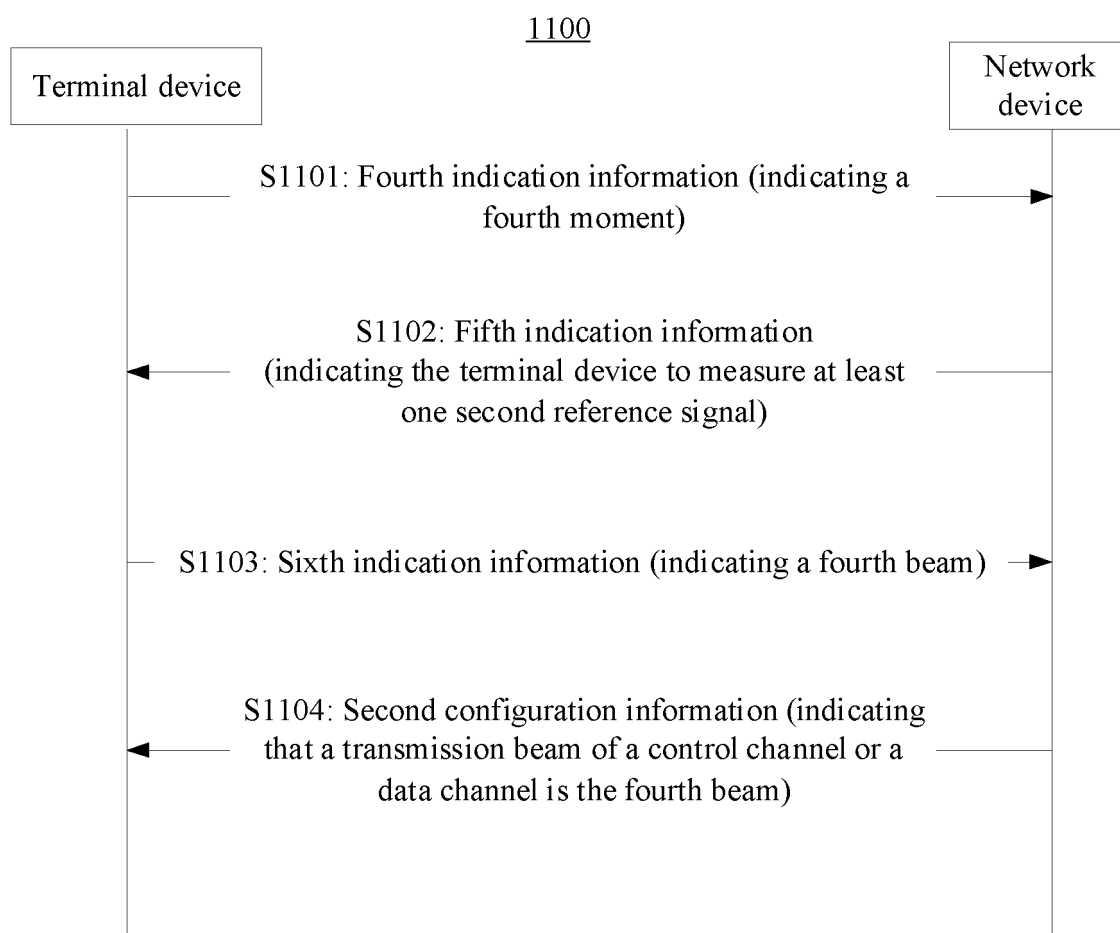 1100
Terminal device
Network
device
S1101: Fourth indication information (indicating a
fourth moment)
S1102: Fifth indication information
(indicating the terminal device to measure at least
one second reference signal)
S1103: Sixth indication information (indicating a fourth beam)
S1104: Second configuration information (indicating
that a transmission beam of a control channel or a
data channel is the fourth beam)